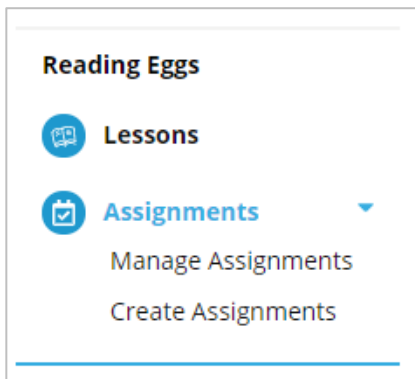 Reading Eggs
Lessons
Assignments
Manage Assignments
Create Assignments